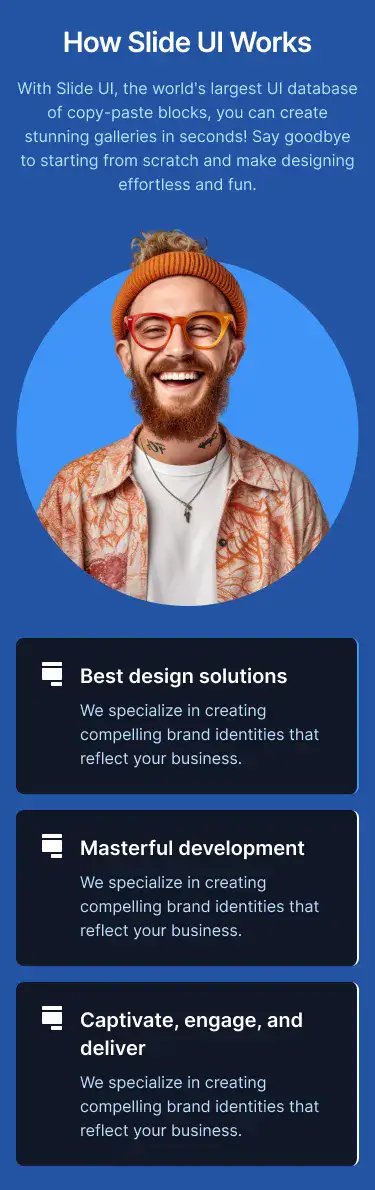 How Slide UI Works
With Slide UI, the world's largest UI database
of copy-paste blocks, you can create
stunning galleries in seconds! Say goodbye
to starting from scratch and make designing
effortless and fun.
Best design solutions
We specialize in creating
compelling brand identities that
reflect your business.
Masterful development
We specialize in creating
compelling brand identities that
reflect your business.
Captivate, engage, and
deliver
We specialize in creating
compelling brand identities that
reflect your business.